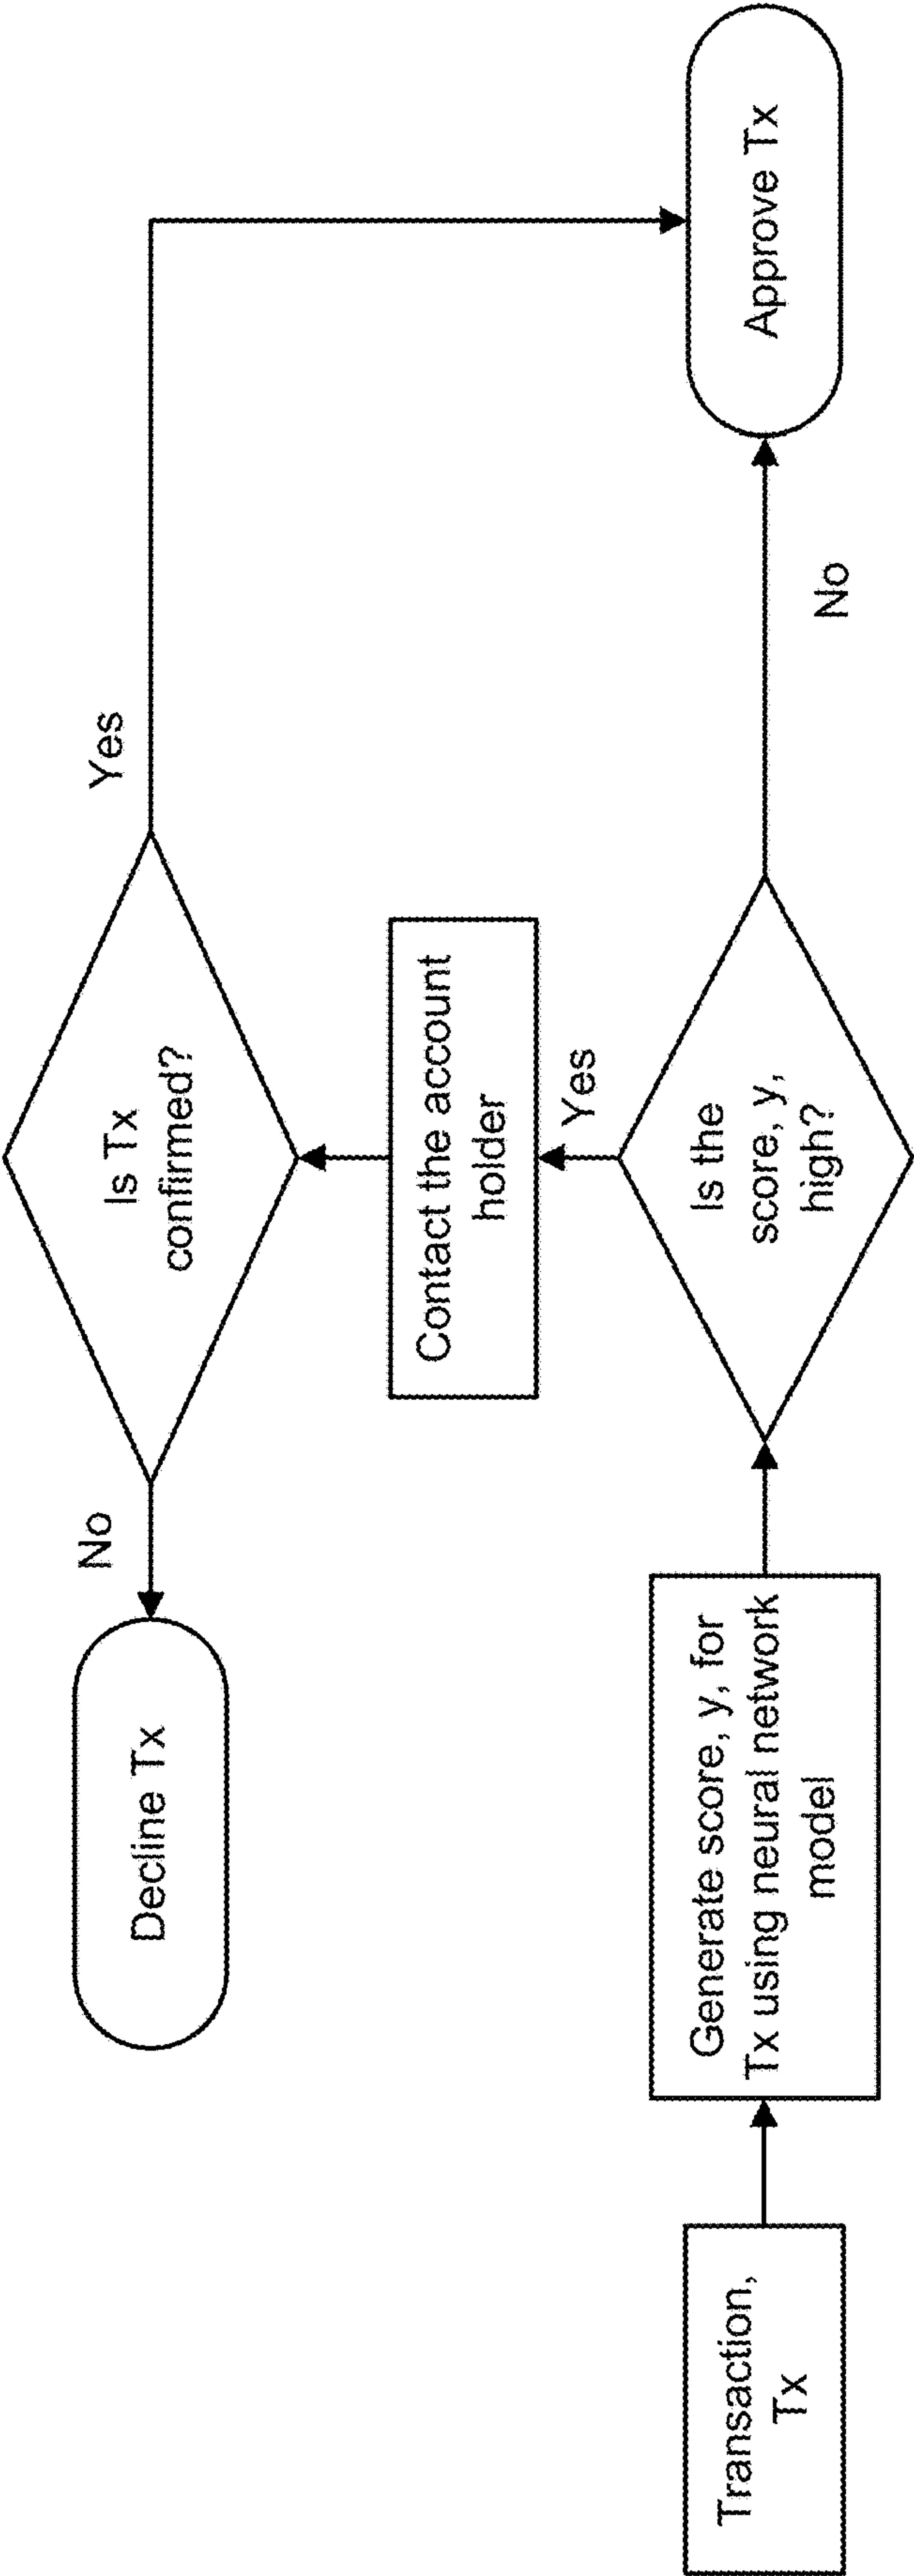 No
Decline Tx
Is Tx
confirmed?
Yes
Contact the account
holder
Yes
Transaction,
Tx
Generate score, y, for
Tx using neural network
model
Is the
score, y,
high?
No
Approve Tx